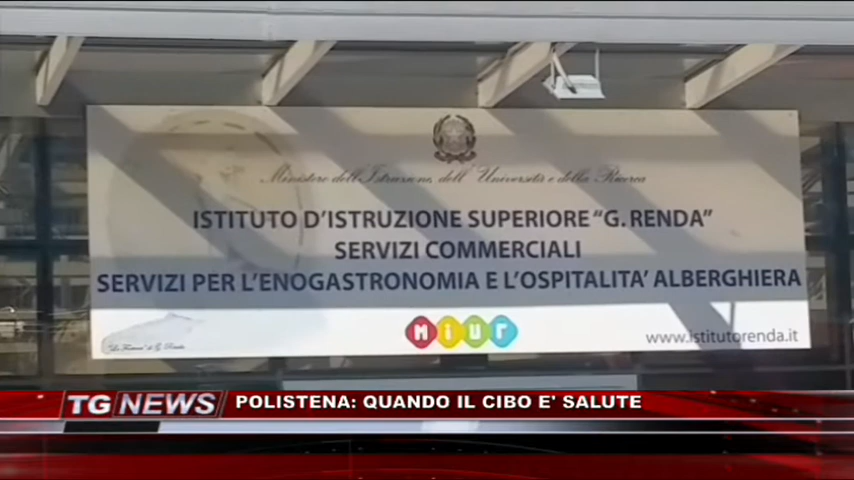 Ministero dell'Istruzione, dell'Università e della Ricerca
ISTITUTO D'ISTRUZIONE SUPERIORE "G. RENDA"
SERVIZI COMMERCIALI
SERVIZI PER L'ENOGASTRONOMIA E L'OSPITALITA' ALBERGHIERA
miur
www.istitutorenda.it
TG NEWS POLISTENA: QUANDO IL CIBO E' SALUTE